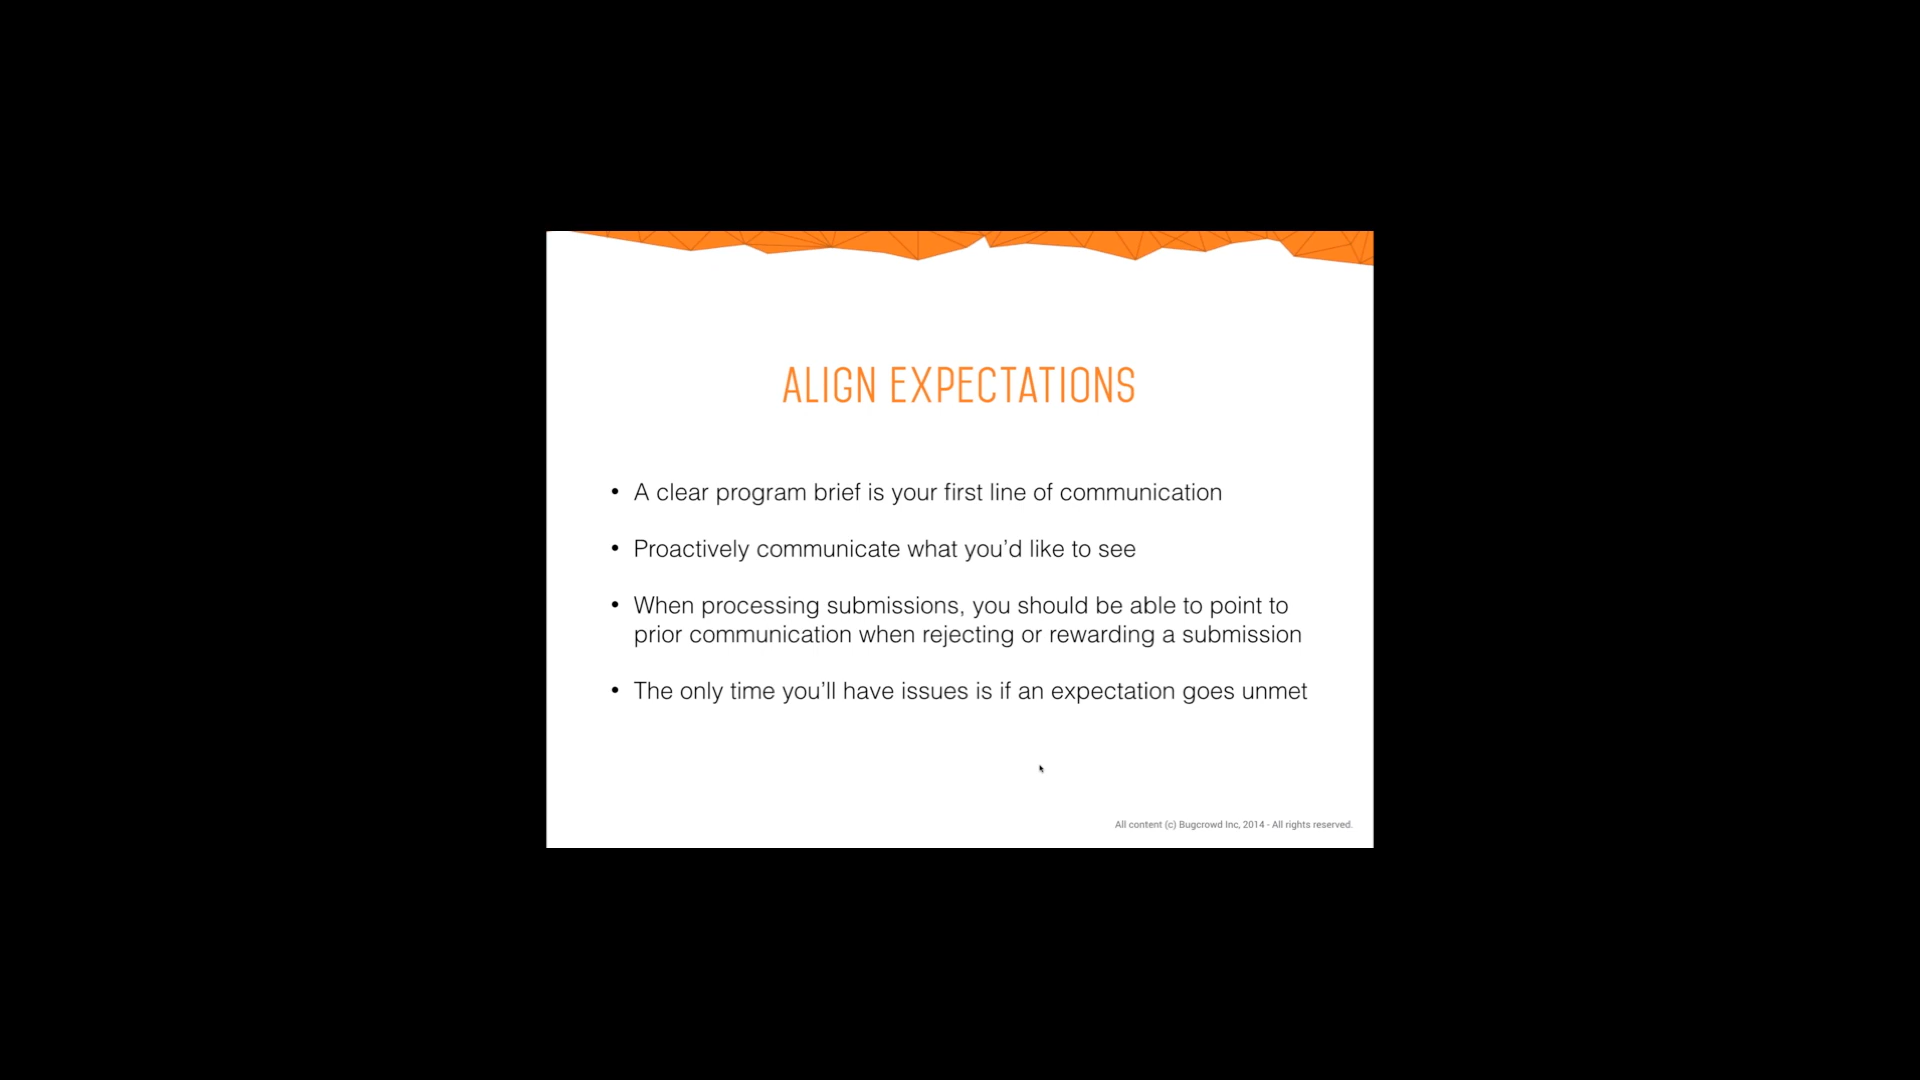 ALIGN EXPECTATIONS
• A clear program brief is your first line of communication
• Proactively communicate what you’d like to see
• When processing submissions, you should be able to point to
prior communication when rejecting or rewarding a submission
• The only time you’ll have issues is if an expectation goes unmet
All content (c) Bugcrowd Inc, 2014 - All rights reserved.